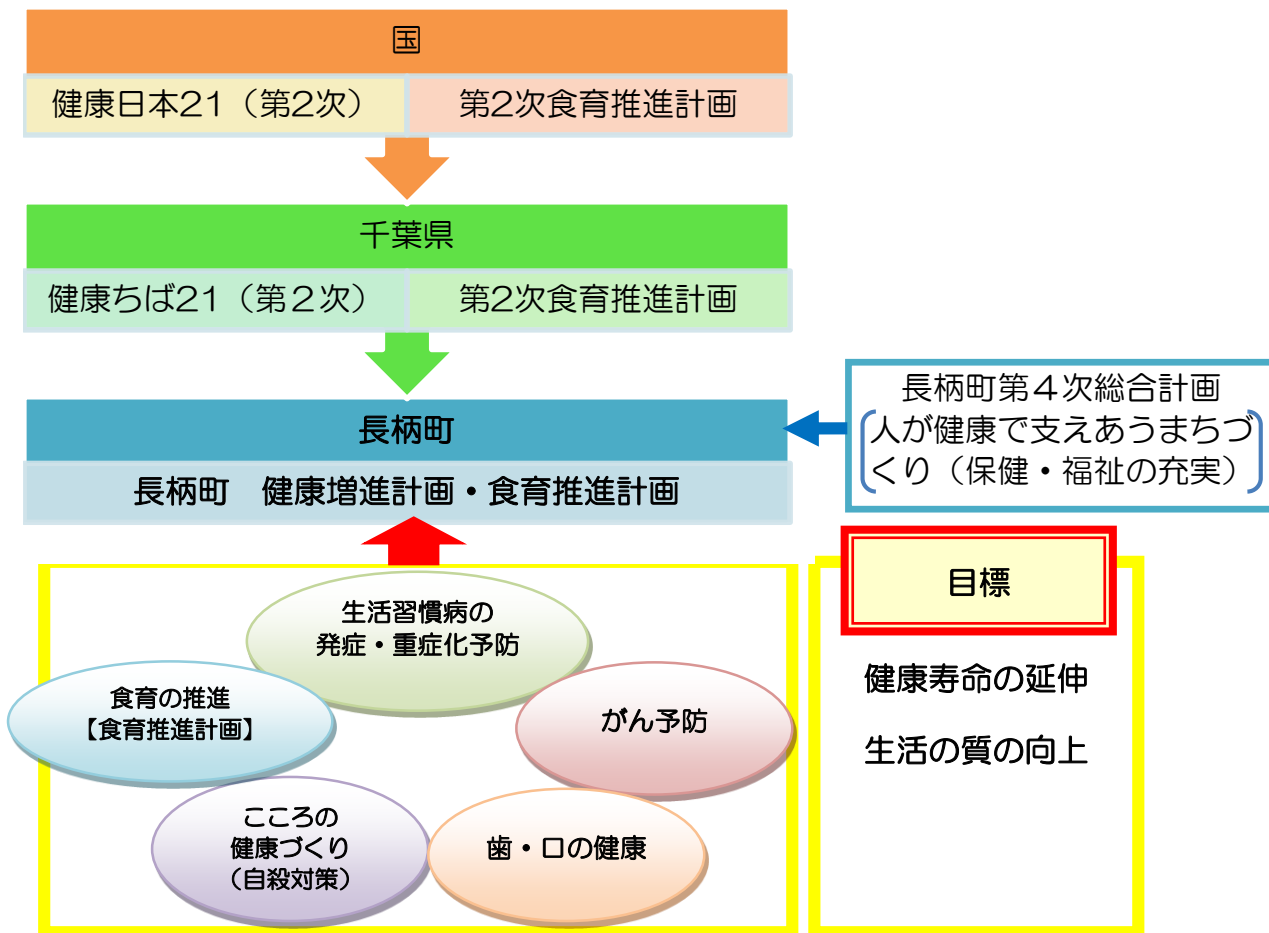 国
健康日本21（第2次）
第2次食育推進計画
千葉県
健康ちば21（第２次）
第2次食育推進計画
長柄町
長柄町　健康増進計画・食育推進計画
長柄町第４次総合計画
人が健康で支えあうまちづ
くり（保健・福祉の充実）
生活習慣病の
発症・重症化予防
食育の推進
【食育推進計画】
がん予防
こころの
健康づくり
（自殺対策）
歯・口の健康
目標
健康寿命の延伸
生活の質の向上